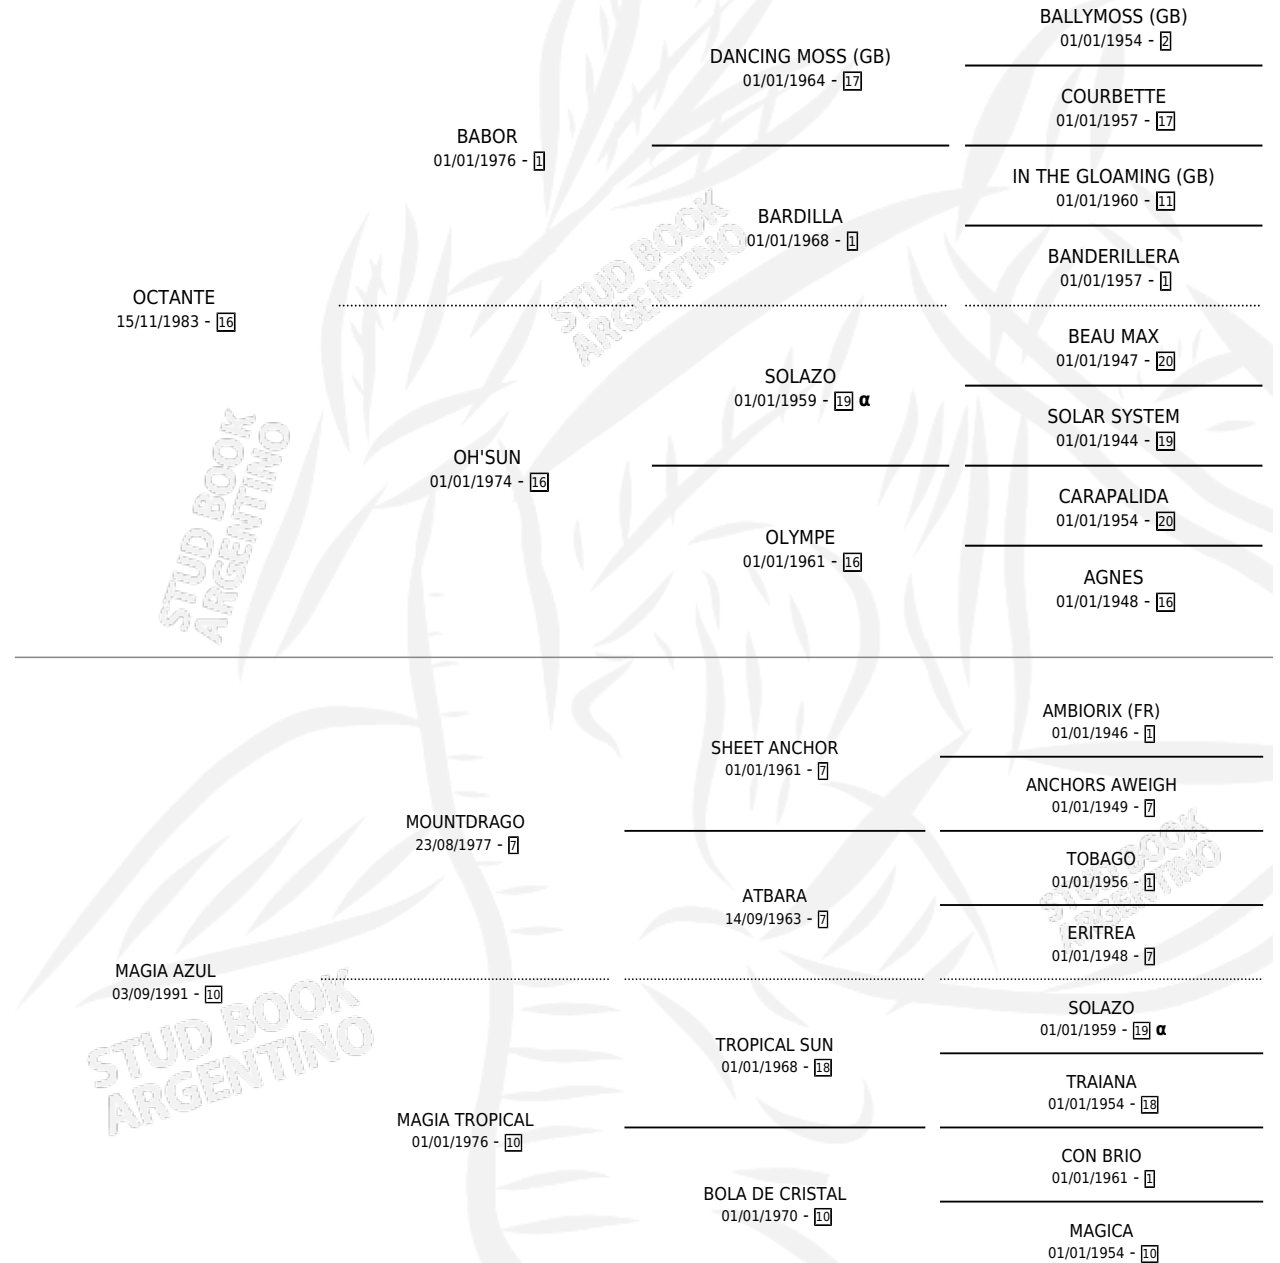 BALLYMOSS (GB)
01/01/1954 - 2
DANCING MOSS (GB)
01/01/1964 - 17
COURBETTE
01/01/1957 - 17
BABOR
01/01/1976 - 1
IN THE GLOAMING (GB)
01/01/1960 - 11
BARDILLA
01/01/1968 - 1
BANDERILLERA
01/01/1957 - 1
OCTANTE
15/11/1983 - 16
BEAU MAX
01/01/1947 - 20
SOLAZO
01/01/1959 - 19 α
SOLAR SYSTEM
01/01/1944 - 19
OH'SUN
01/01/1974 - 16
CARAPALIDA
01/01/1954 - 20
OLYMPE
01/01/1961 - 16
AGNES
01/01/1948 - 16
STUD BOOK
ARGENTINO
STUD BOOK
ARGENTINO
AMBIORIX (FR)
01/01/1946 - 1
SHEET ANCHOR
01/01/1961 - 7
ANCHORS AWEIGH
01/01/1949 - 7
MOUNTDRAGO
23/08/1977 - 7
TOBAGO
01/01/1956 - 1
ATBARA
14/09/1963 - 7
ERITREA
01/01/1948 - 7
MAGIA AZUL
03/09/1991 - 10
SOLAZO
01/01/1959 - 19 α
TROPICAL SUN
01/01/1968 - 18
TRAIANA
01/01/1954 - 18
MAGIA TROPICAL
01/01/1976 - 10
CON BRIO
01/01/1961 - 1
BOLA DE CRISTAL
01/01/1970 - 10
MAGICA
01/01/1954 - 10
STUD BOOK
ARGENTINO
STUD BOOK
ARGENTINO